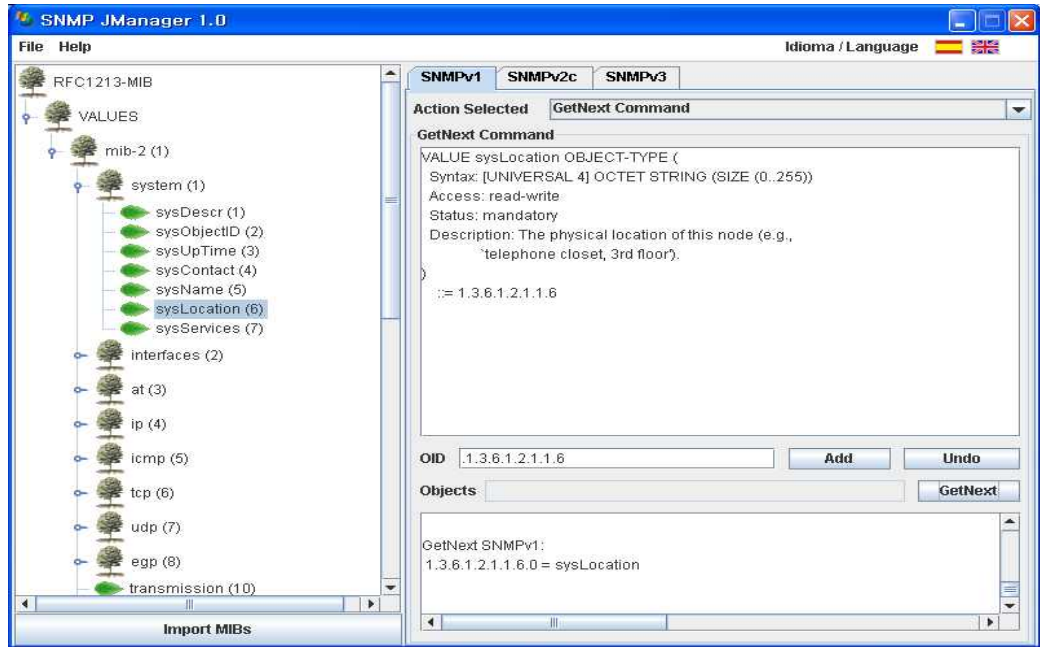 SNMP JManager 1.0
File Help
Idioma / Language
RFC1213-MIB
VALUES
mib-2 (1)
system (1)
sysDescr (1)
sysObjectID (2)
sysUpTime (3)
sysContact (4)
sysName (5)
sysLocation (6)
sysServices (7)
interfaces (2)
at (3)
ip (4)
icmp (5)
tcp (6)
udp (7)
egp (8)
transmission (10)
Import MIBs
SNMPv1 SNMPv2c SNMPv3
Action Selected GetNext Command
GetNext Command
VALUE sysLocation OBJECT-TYPE (
Syntax: [UNIVERSAL 4] OCTET STRING (SIZE (0..255))
Access: read-write
Status: mandatory
Description: The physical location of this node (e.g.,
`telephone closet, 3rd floor').
)
::= 1.3.6.1.2.1.1.6
OID .1.3.6.1.2.1.1.6 Add Undo
Objects GetNext
GetNext SNMPv1:
1.3.6.1.2.1.1.6.0 = sysLocation